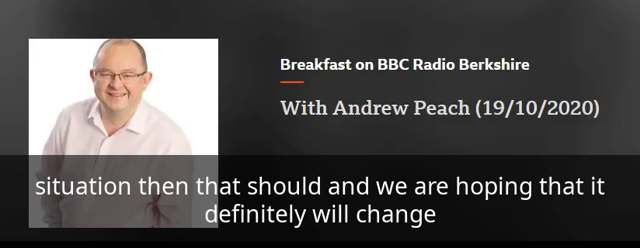 Breakfast on BBC Radio Berkshire
With Andrew Peach (19/10/2020)
situation then that should and we are hoping that it
definitely will change